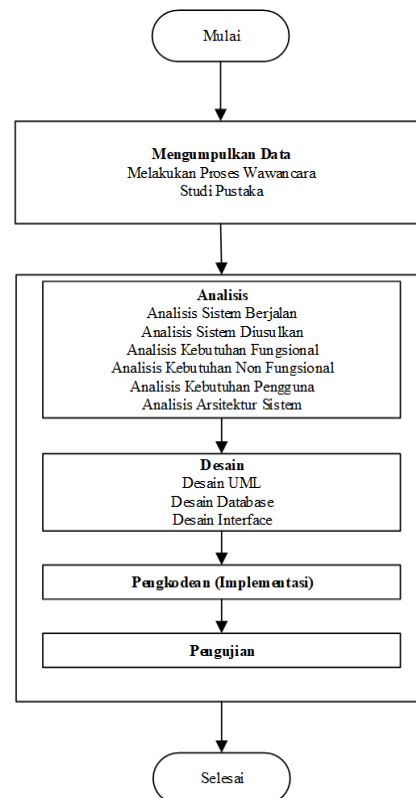 Mulai
Mengumpulkan Data
Melakukan Proses Wawancara
Studi Pustaka
Analisis
Analisis Sistem Berjalan
Analisis Sistem Diusulkan
Analisis Kebutuhan Fungsional
Analisis Kebutuhan Non Fungsional
Analisis Kebutuhan Pengguna
Analisis Arsitektur Sistem
Desain
Desain UML
Desain Database
Desain Interface
Pengkodean (Implementasi)
Pengujian
Selesai